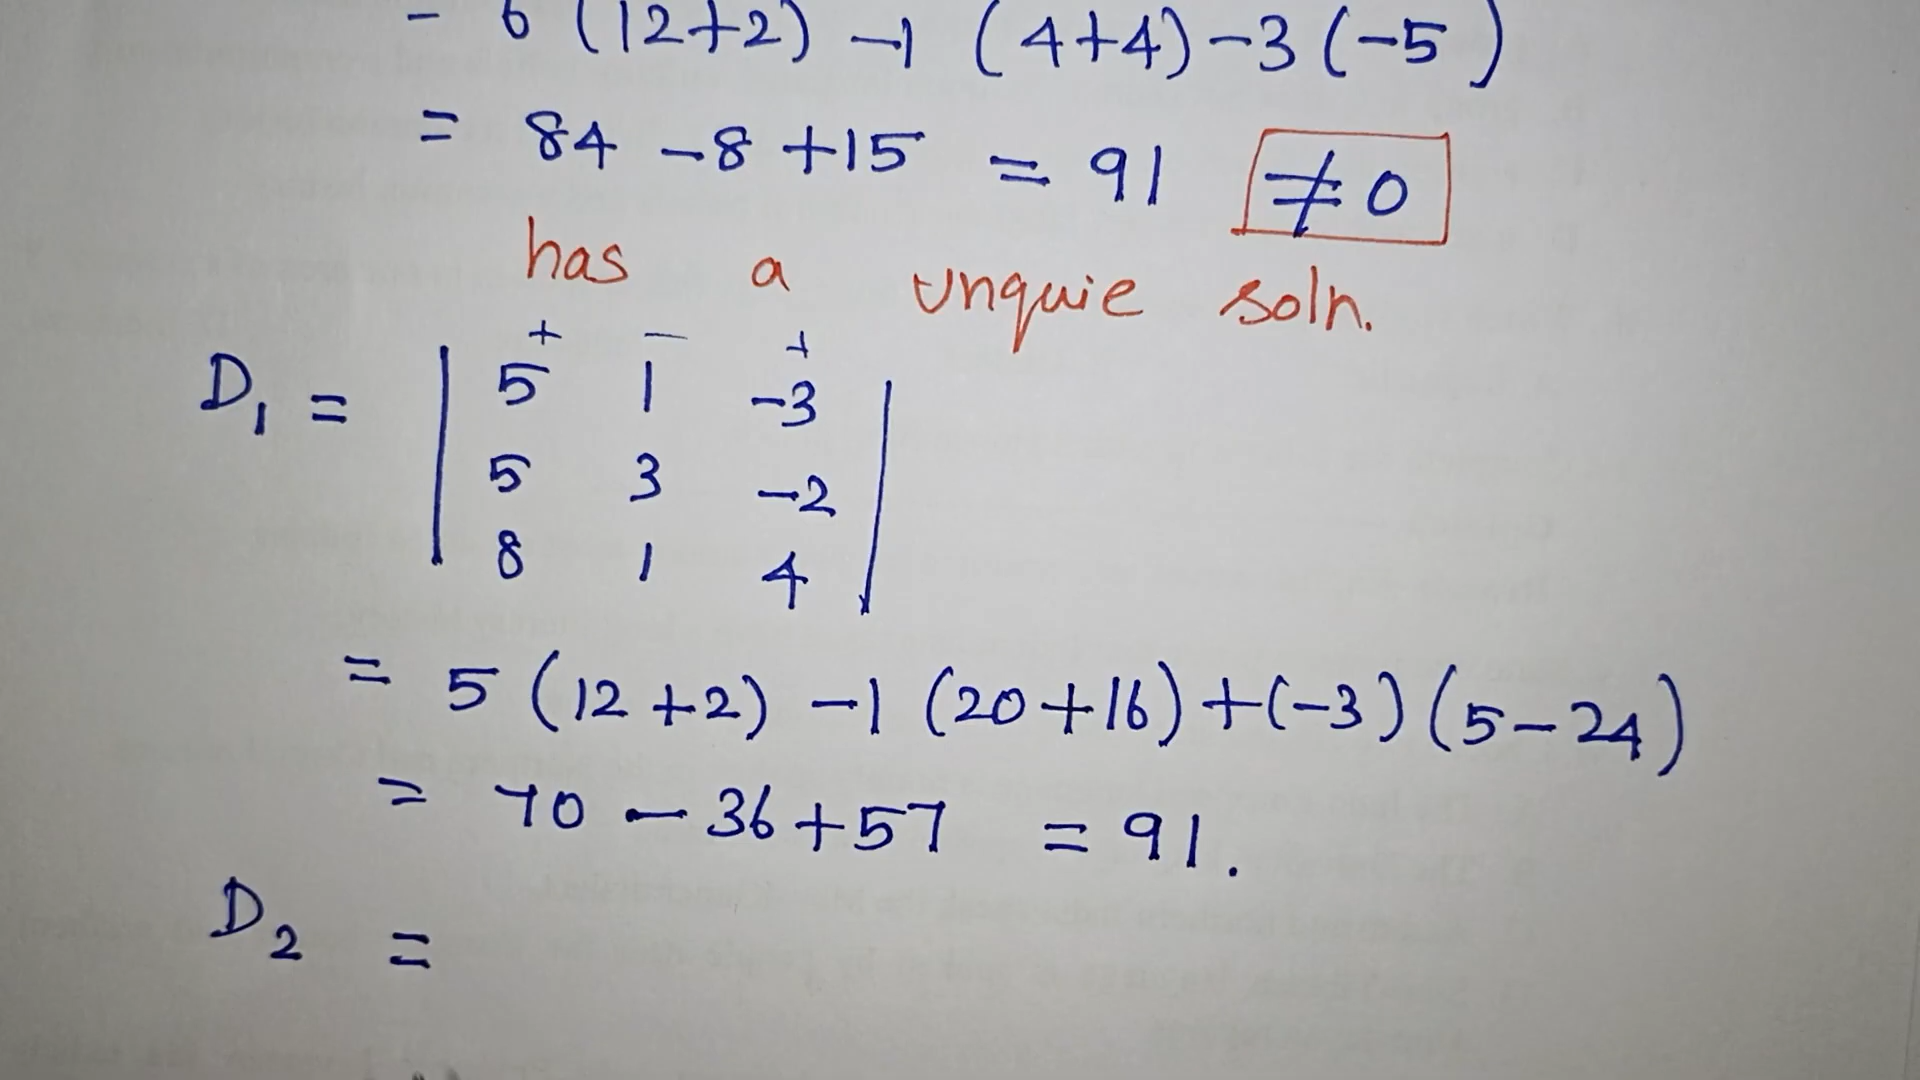 = 6 (12+2) -1 (4+4) -3 (-5)
= 84 -8 +15 = 91 ≠0
has a unquie soln.
+ - +
D₁ = | 5 1 -3 |
5 3 -2
8 1 4
= 5 (12+2) -1 (20+16) +(-3) (5-24)
= 70 - 36+57 = 91.
D₂ =